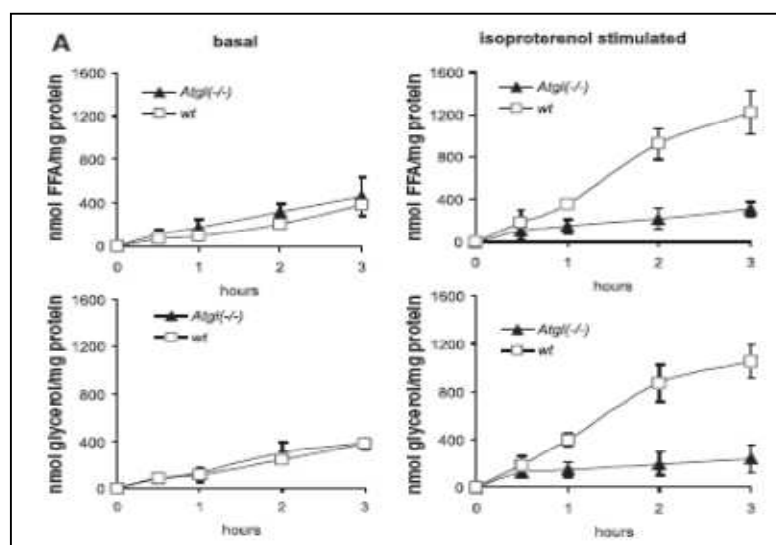 A
basal
isoproterenol stimulated
1600
1200
800
400
0
nmol FFA/mg protein
Atgl(-/-)
wt
0 1 2 3
hours
1600
1200
800
400
0
nmol FFA/mg protein
Atgl(-/-)
wt
0 1 2 3
hours
1600
1200
800
400
0
nmol glycerol/mg protein
Atgl(-/-)
wt
0 1 2 3
hours
1600
1200
800
400
0
nmol glycerol/mg protein
Atgl(-/-)
wt
0 1 2 3
hours